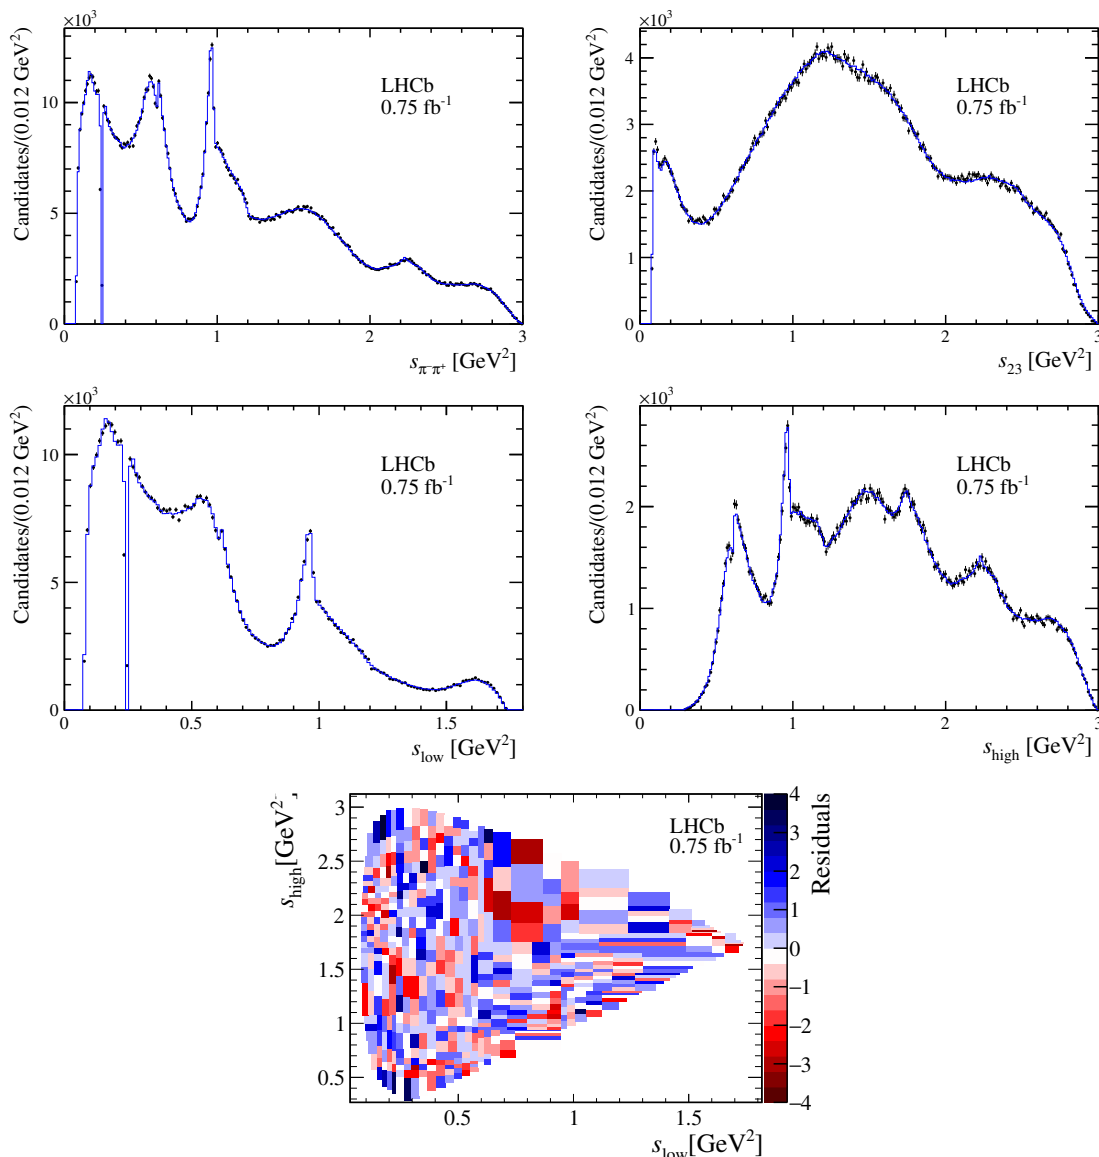 ×10³
Candidates/(0.012 GeV²)
10
5
0
LHCb
0.75 fb⁻¹
0 1 2 3
s_π⁻π⁺ [GeV²]
×10³
Candidates/(0.012 GeV²)
4
3
2
1
0
LHCb
0.75 fb⁻¹
0 1 2 3
s₂₃ [GeV²]
×10³
Candidates/(0.012 GeV²)
10
5
0
LHCb
0.75 fb⁻¹
0 0.5 1 1.5
s_low [GeV²]
×10³
Candidates/(0.012 GeV²)
2
1
0
LHCb
0.75 fb⁻¹
0 1 2 3
s_high [GeV²]
s_high[GeV²]
3
2.5
2
1.5
1
0.5
LHCb
0.75 fb⁻¹
0.5 1 1.5
s_low[GeV²]
4
3
2
1
0
−1
−2
−3
−4
Residuals